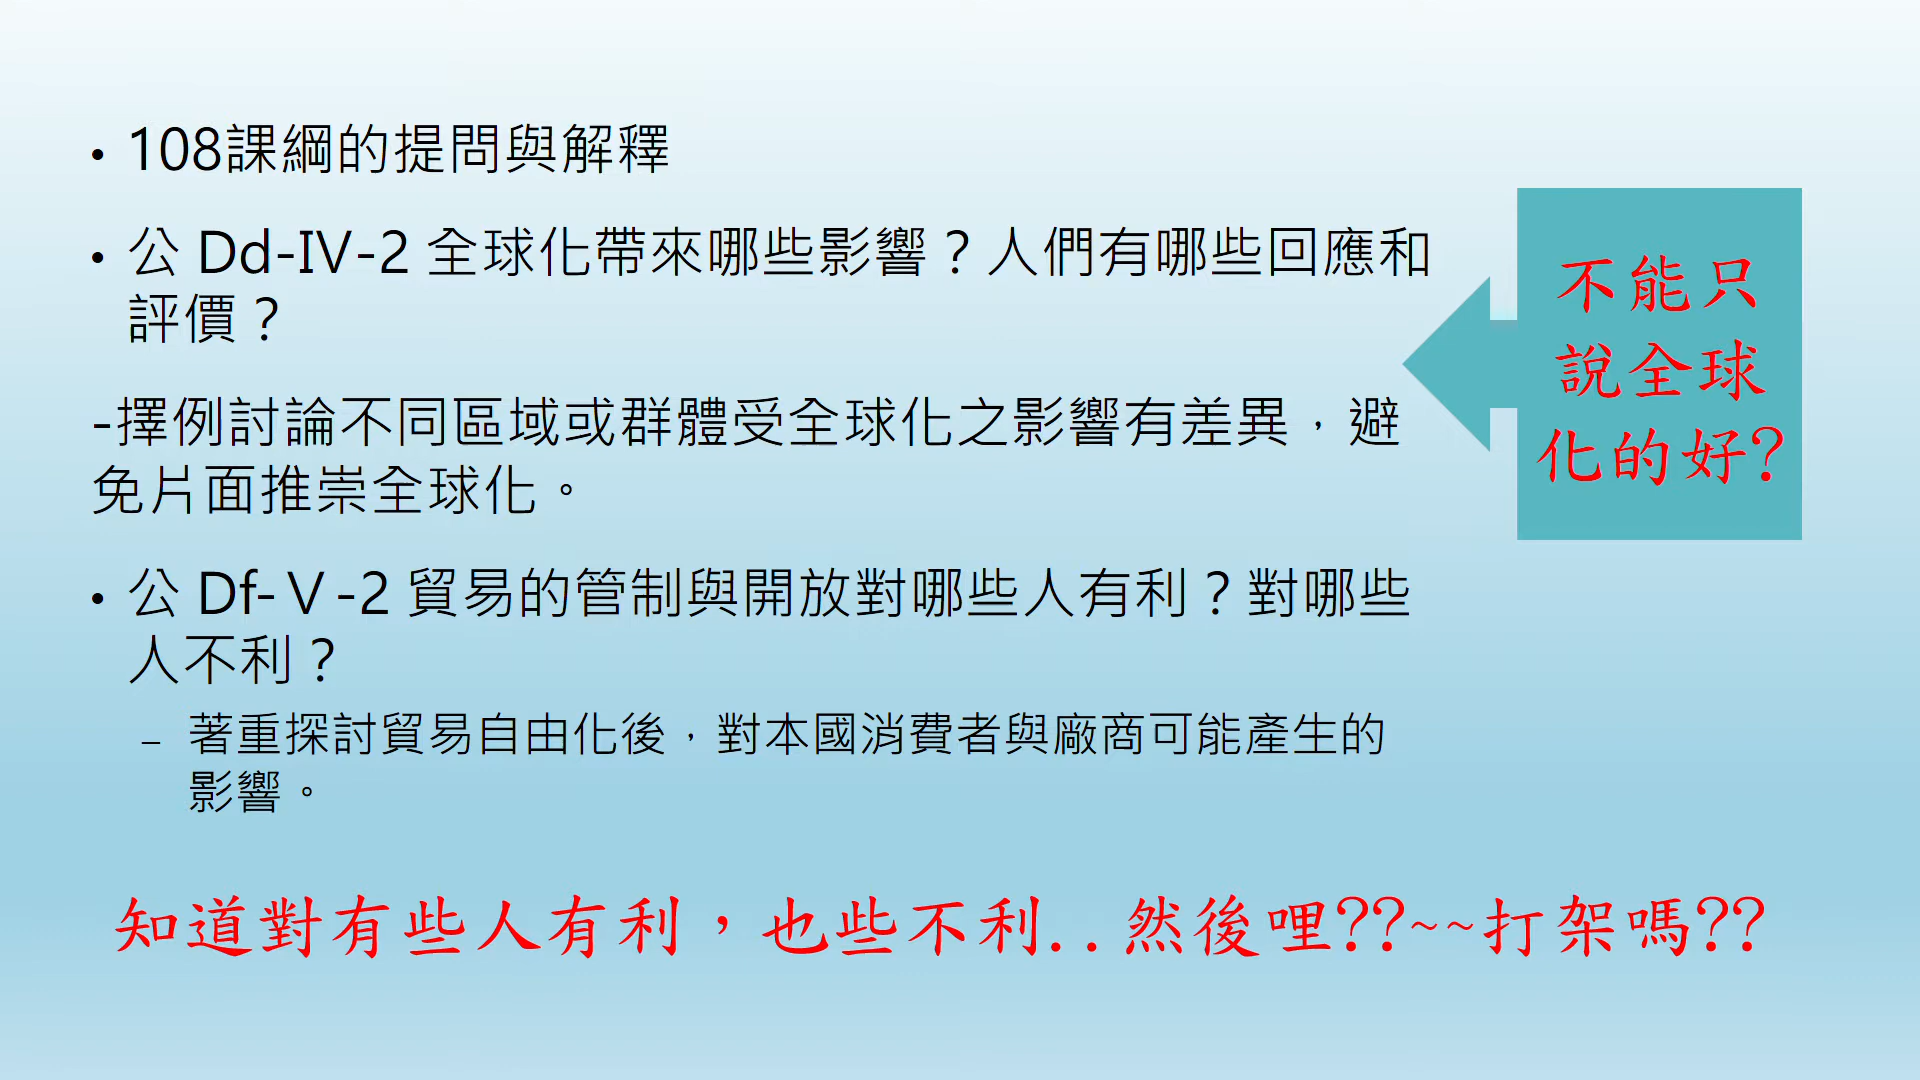 • 108課綱的提問與解釋
• 公 Dd-IV-2 全球化帶來哪些影響？人們有哪些回應和
評價？
-擇例討論不同區域或群體受全球化之影響有差異，避
免片面推崇全球化。
• 公 Df-Ⅴ-2 貿易的管制與開放對哪些人有利？對哪些
人不利？
– 著重探討貿易自由化後，對本國消費者與廠商可能產生的
影響。
不能只
說全球
化的好?
知道對有些人有利，也些不利..然後哩??~~打架嗎??